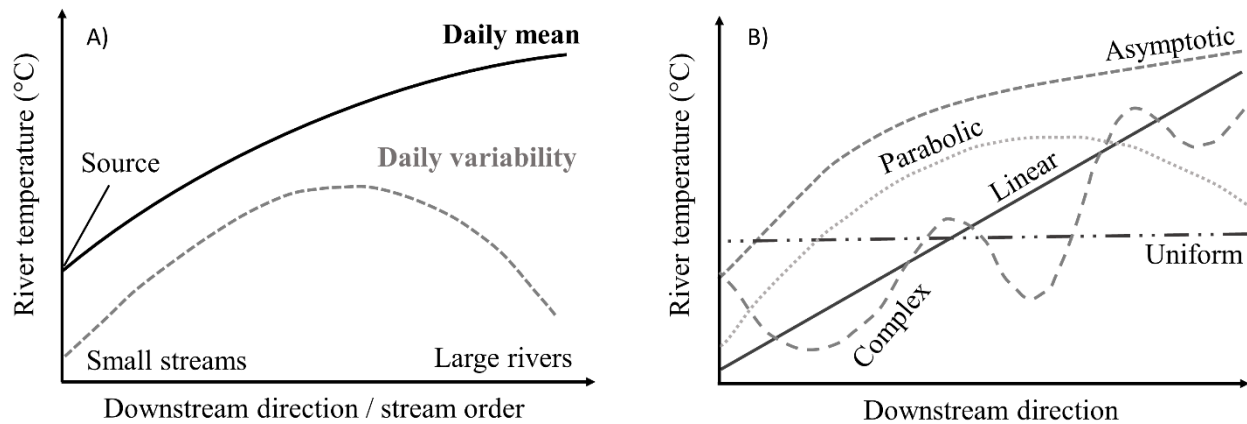 A)
River temperature (°C)
Daily mean
Source
Daily variability
Small streams
Large rivers
Downstream direction / stream order
B)
River temperature (°C)
Asymptotic
Parabolic
Linear
Uniform
Complex
Downstream direction